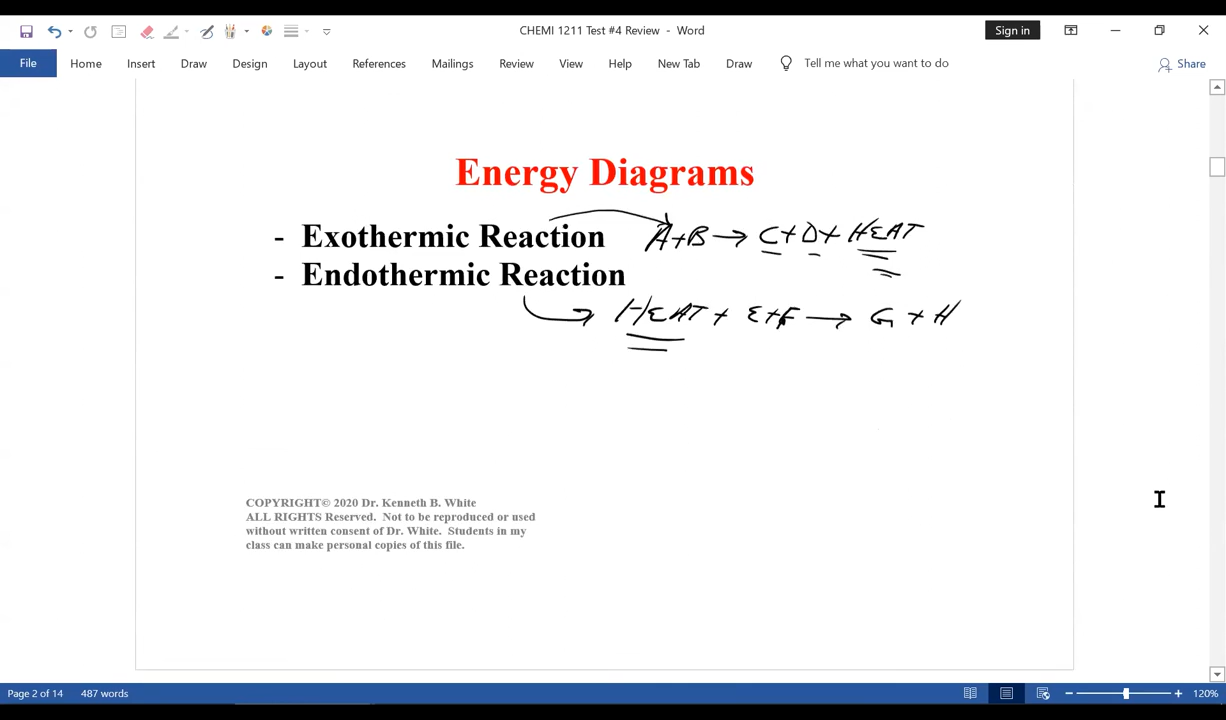 CHEMI 1211 Test #4 Review - Word
Sign in
File Home Insert Draw Design Layout References Mailings Review View Help New Tab Draw Tell me what you want to do Share
Energy Diagrams
- Exothermic Reaction A+B → C+D+ HEAT
- Endothermic Reaction
HEAT + E+F → G + H
COPYRIGHT© 2020 Dr. Kenneth B. White
ALL RIGHTS Reserved. Not to be reproduced or used
without written consent of Dr. White. Students in my
class can make personal copies of this file.
Page 2 of 14 487 words 120%